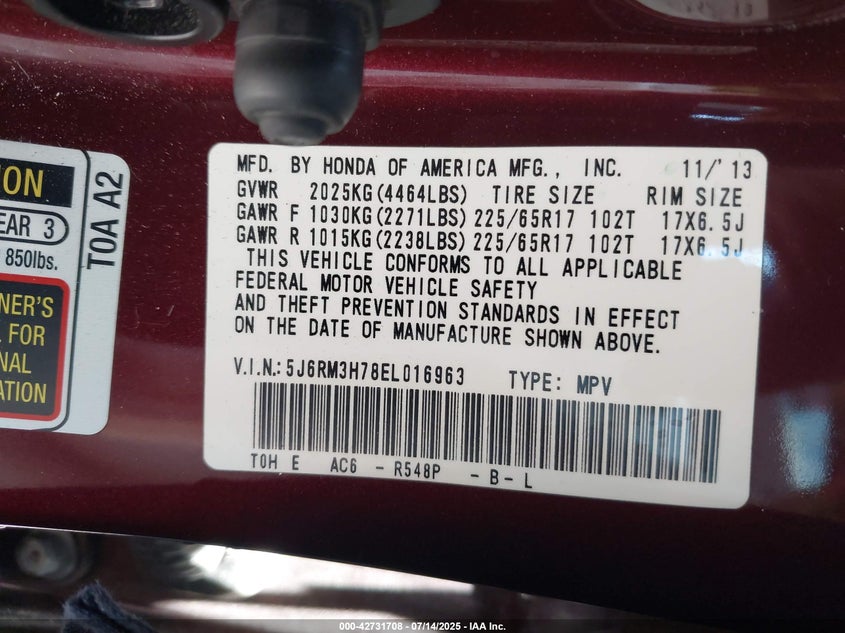 ION
EAR 3
850lbs.
NER'S
L FOR
NAL
ATION
TOA A2
MFD. BY HONDA OF AMERICA MFG., INC. 11/'13
GVWR 2025KG(4464LBS) TIRE SIZE RIM SIZE
GAWR F 1030KG(2271LBS) 225/65R17 102T 17X6.5J
GAWR R 1015KG(2238LBS) 225/65R17 102T 17X6.5J
THIS VEHICLE CONFORMS TO ALL APPLICABLE
FEDERAL MOTOR VEHICLE SAFETY
AND THEFT PREVENTION STANDARDS IN EFFECT
ON THE DATE OF MANUFACTURE SHOWN ABOVE.
V.I.N.: 5J6RM3H78EL016963 TYPE: MPV
T0H E AC6 - R548P - B - L
000-42731708 - 07/14/2025 - IAA Inc.